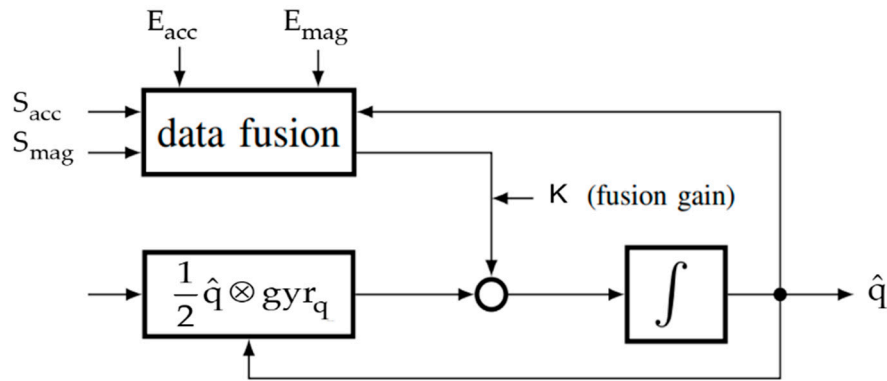 E_acc E_mag
S_acc
S_mag
data fusion
K (fusion gain)
1/2 q̂ ⊗ gyr_q
∫
q̂